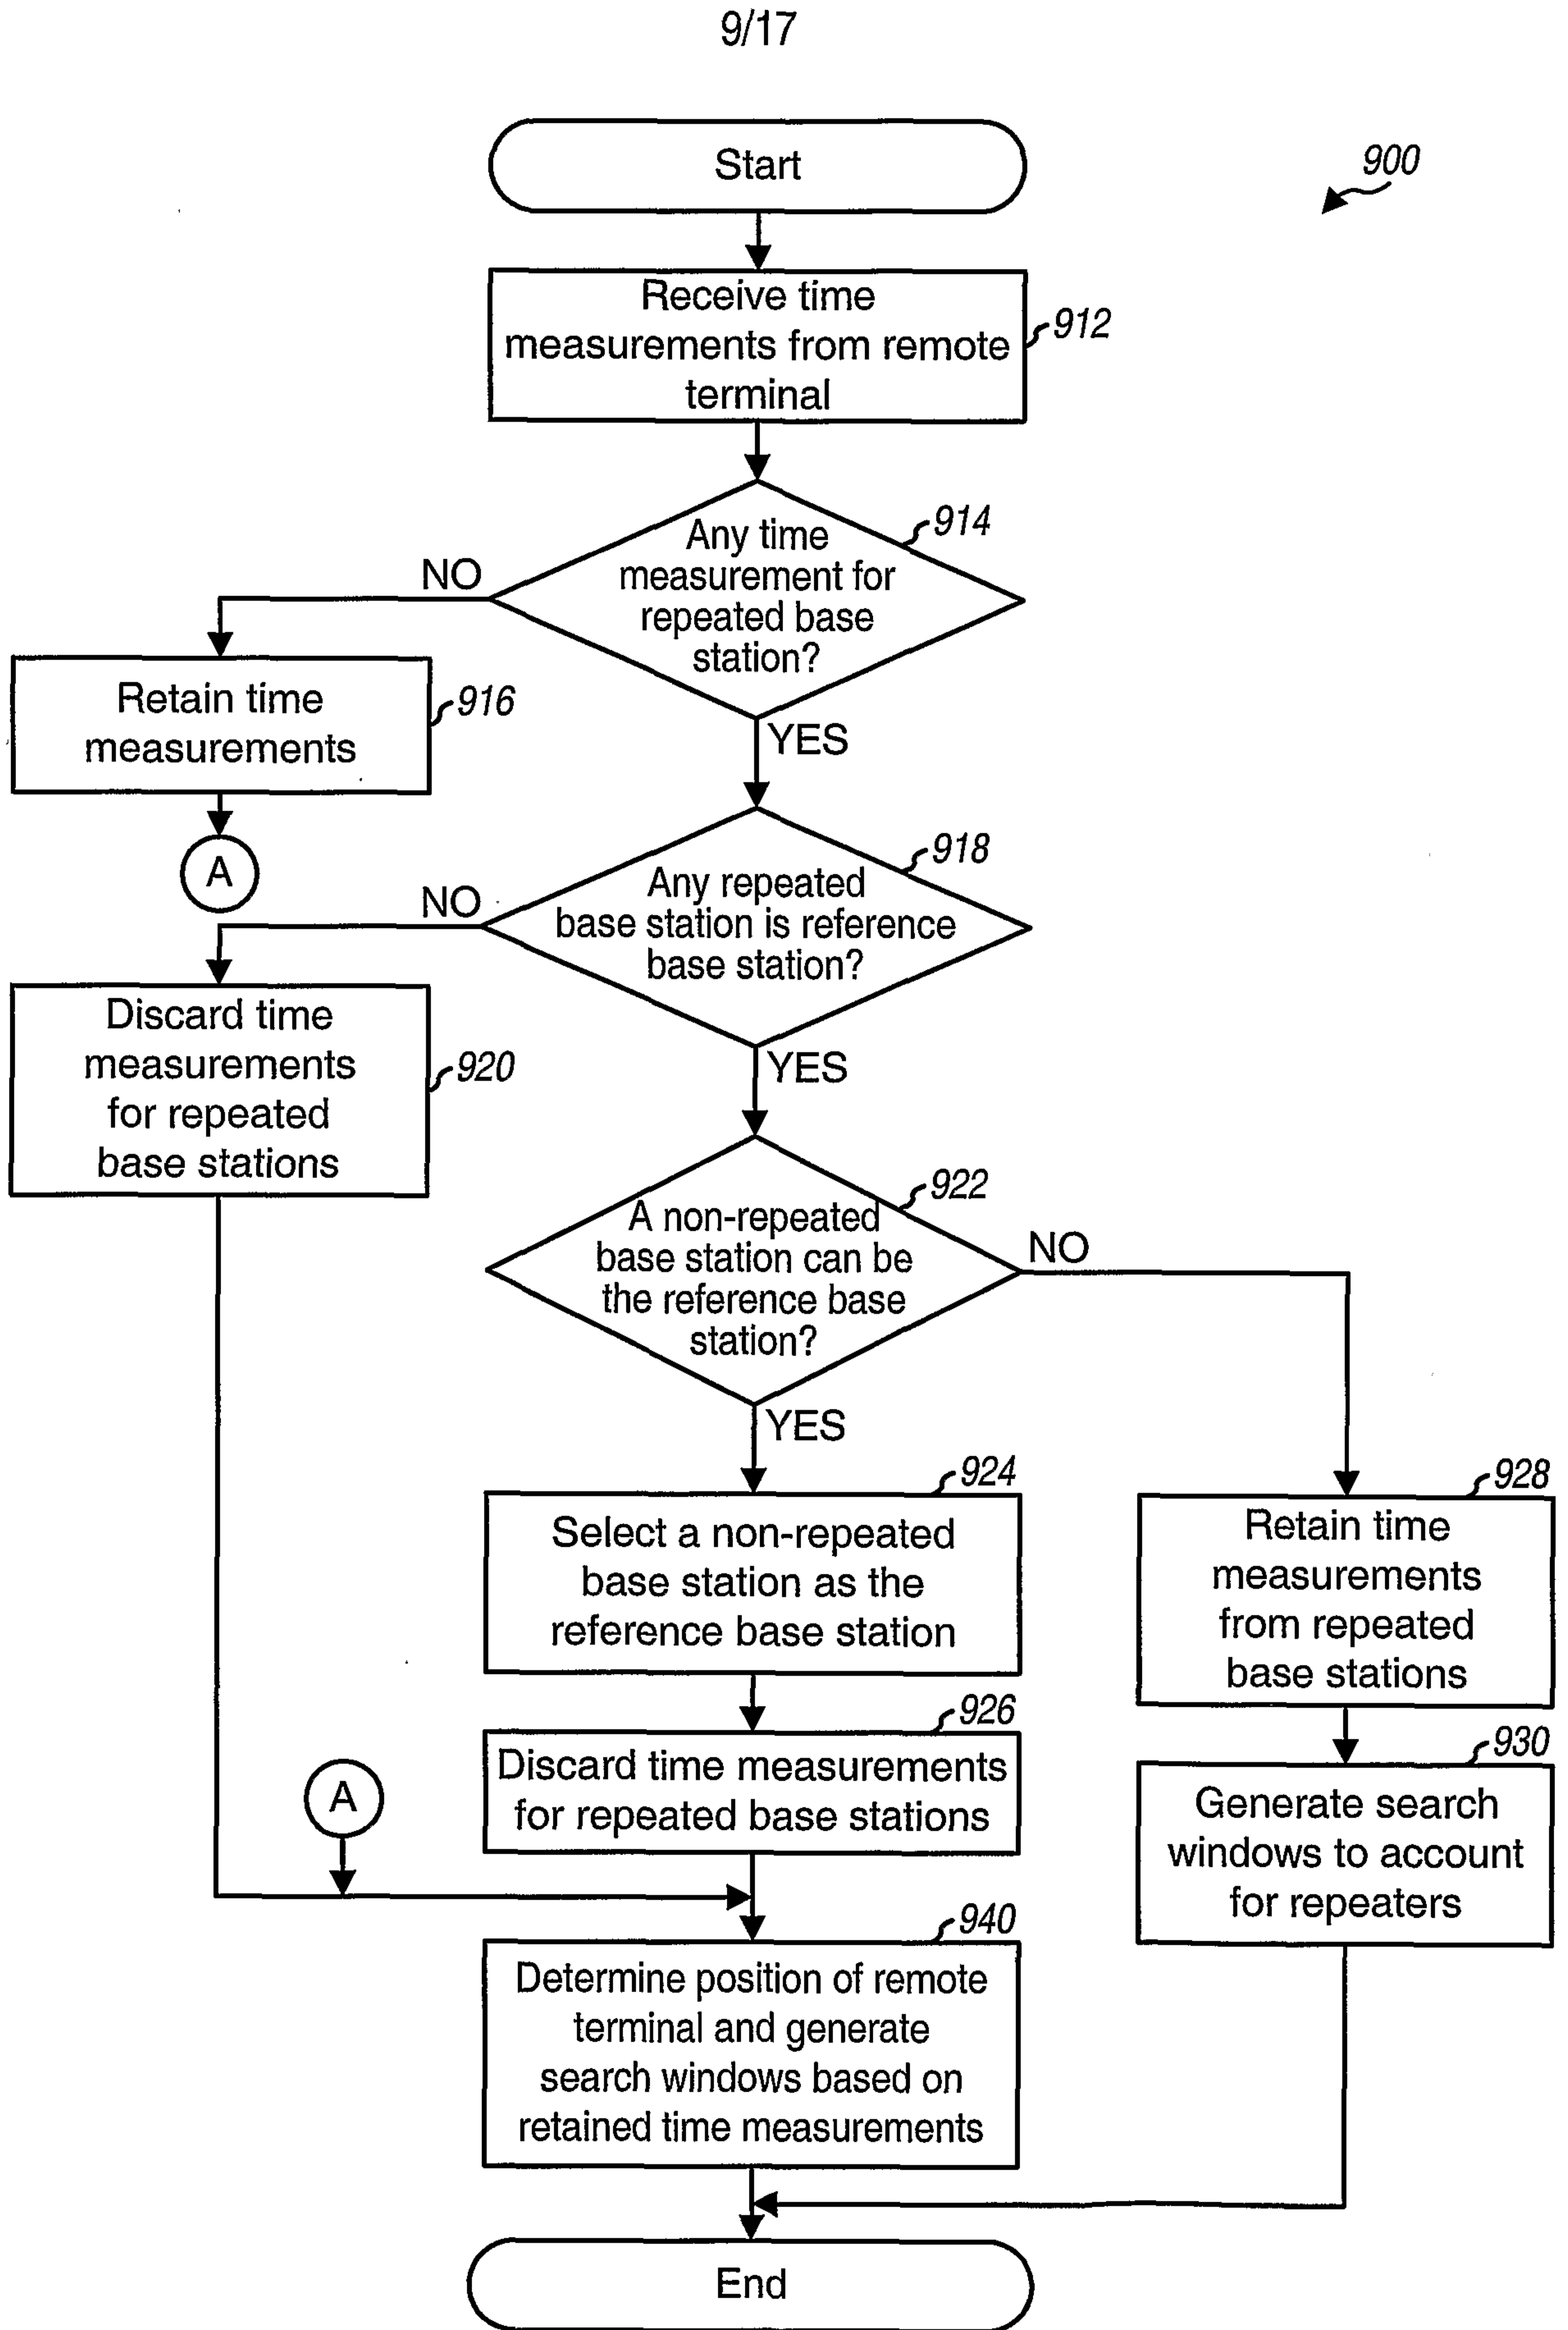 9/17
Start
900
Receive time
measurements from remote
terminal
912
Any time
measurement for
repeated base
station?
914
NO
YES
Retain time
measurements
916
A
Any repeated
base station is reference
base station?
918
NO
YES
Discard time
measurements
for repeated
base stations
920
A non-repeated
base station can be
the reference base
station?
922
NO
YES
Select a non-repeated
base station as the
reference base station
924
Retain time
measurements
from repeated
base stations
928
Discard time measurements
for repeated base stations
926
Generate search
windows to account
for repeaters
930
A
Determine position of remote
terminal and generate
search windows based on
retained time measurements
940
End